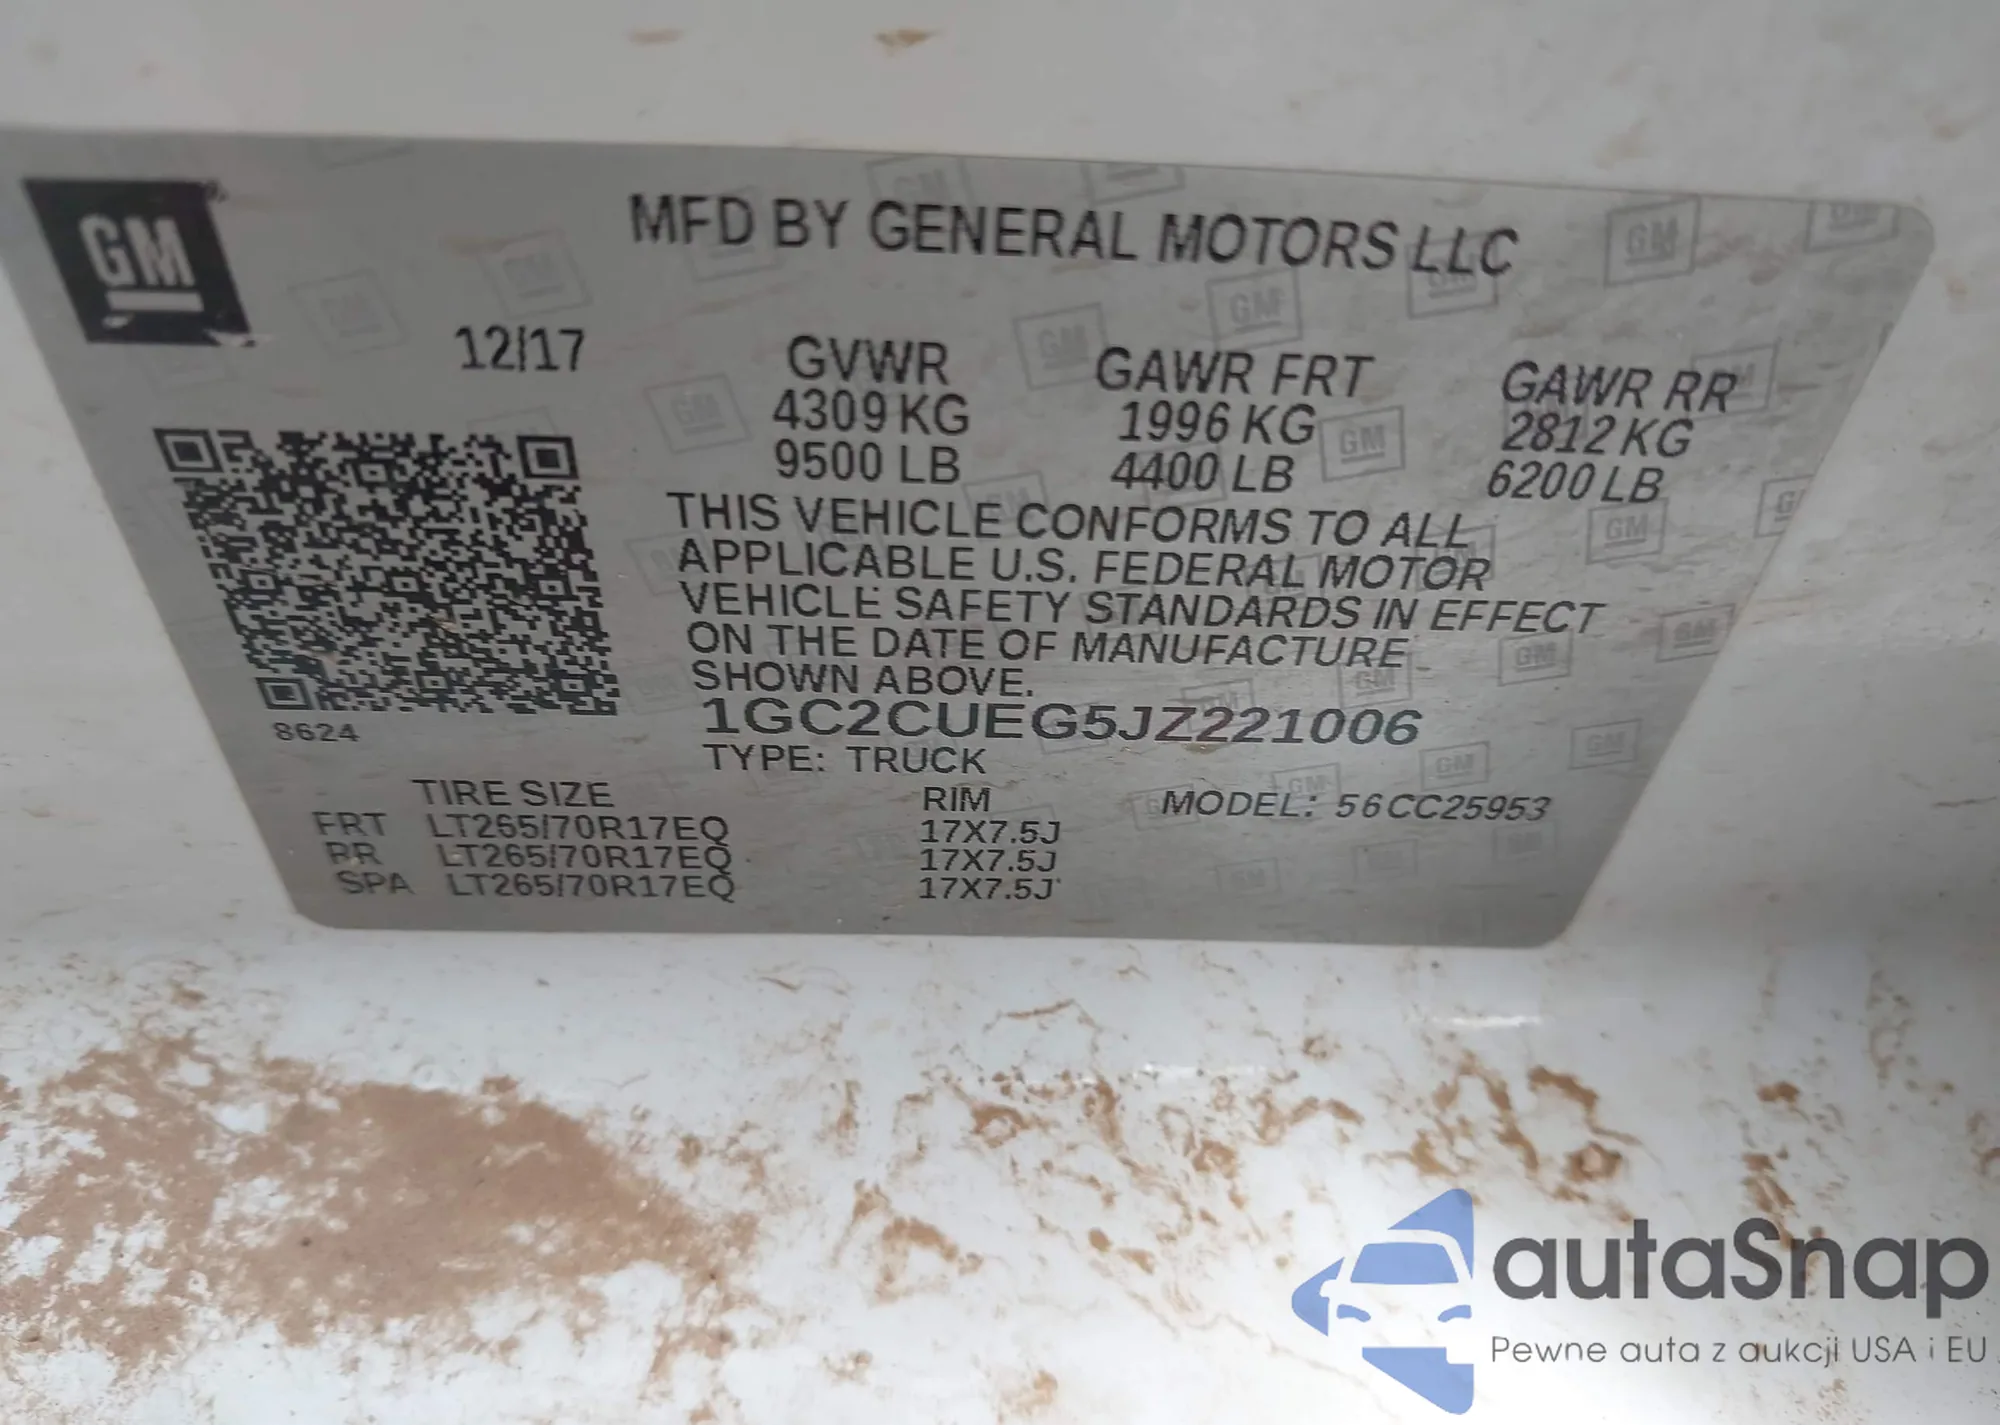 GM
MFD BY GENERAL MOTORS LLC
12/17 GVWR GAWR FRT GAWR RR
4309 KG 1996 KG 2812 KG
9500 LB 4400 LB 6200 LB
THIS VEHICLE CONFORMS TO ALL
APPLICABLE U.S. FEDERAL MOTOR
VEHICLE SAFETY STANDARDS IN EFFECT
ON THE DATE OF MANUFACTURE
SHOWN ABOVE.
1GC2CUEG5JZ221006
8624
TYPE: TRUCK
TIRE SIZE RIM MODEL: 56CC25953
FRT LT265/70R17EQ 17X7.5J
RR LT265/70R17EQ 17X7.5J
SPA LT265/70R17EQ 17X7.5J
autaSnap
Pewne auta z aukcji USA i EU